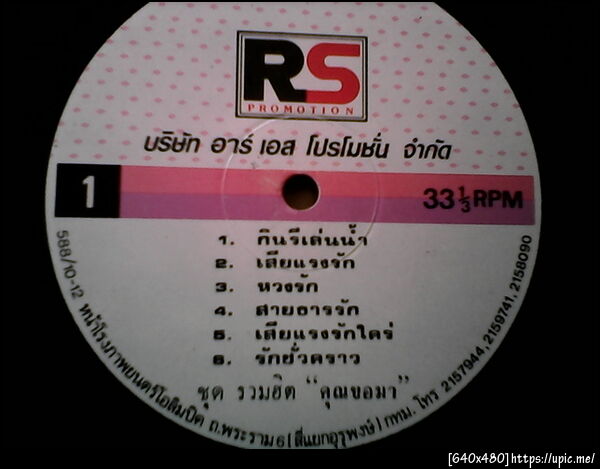 RS
PROMOTION
บริษัท อาร์ เอส โปรโมชั่น จำกัด
1
33 1/3 RPM
1. กินรีเล่นน้ำ
2. เสียแรงรัก
3. หวงรัก
4. สายธารรัก
5. เสียแรงรักใคร่
6. รักชั่วคราว
ชุด รวมฮิต "คุณขอมา"
588/10-12 หน้าโรงภาพยนตร์โอลิมปิค ถ.พระราม 6 (สี่แยกอุรุพงษ์) กทม. โทร 2157944, 2159741, 2158090
[640x480]https://upic.me/